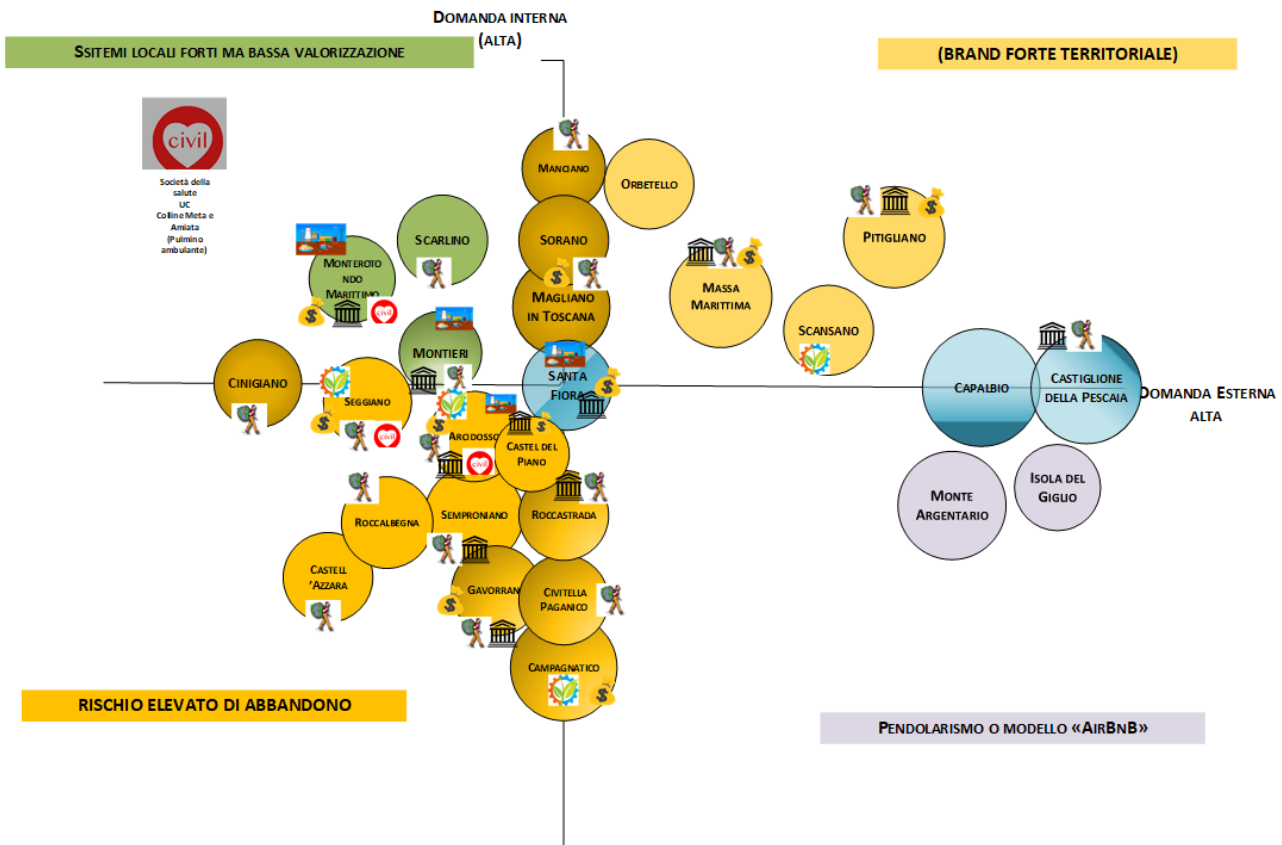 DOMANDA INTERNA
(ALTA)
SSITEMI LOCALI FORTI MA BASSA VALORIZZAZIONE
(BRAND FORTE TERRITORIALE)
civil
Società della
salute
UC
Colline Meta e
Amiata
(Pulmino
ambulante)
MANCIANO
ORBETELLO
SCARLINO
SORANO
PITIGLIANO
MONTEROTO
NDO
MARITTIMO
civil
MAGLIANO
IN TOSCANA
MASSA
MARITTIMA
SCANSANO
MONTIERI
SANTA
FIORA
CINIGIANO
SEGGIANO
civil
CAPALBIO
CASTIGLIONE
DELLA PESCAIA
DOMANDA ESTERNA
ALTA
ARCIDOSSO
civil
CASTEL DEL
PIANO
MONTE
ARGENTARIO
ISOLA DEL
GIGLIO
ROCCALBEGNA
SEMPRONIANO
ROCCASTRADA
CASTELL
'AZZARA
GAVORRAN
CIVITELLA
PAGANICO
CAMPAGNATICO
RISCHIO ELEVATO DI ABBANDONO
PENDOLARISMO O MODELLO «AIRBNB»